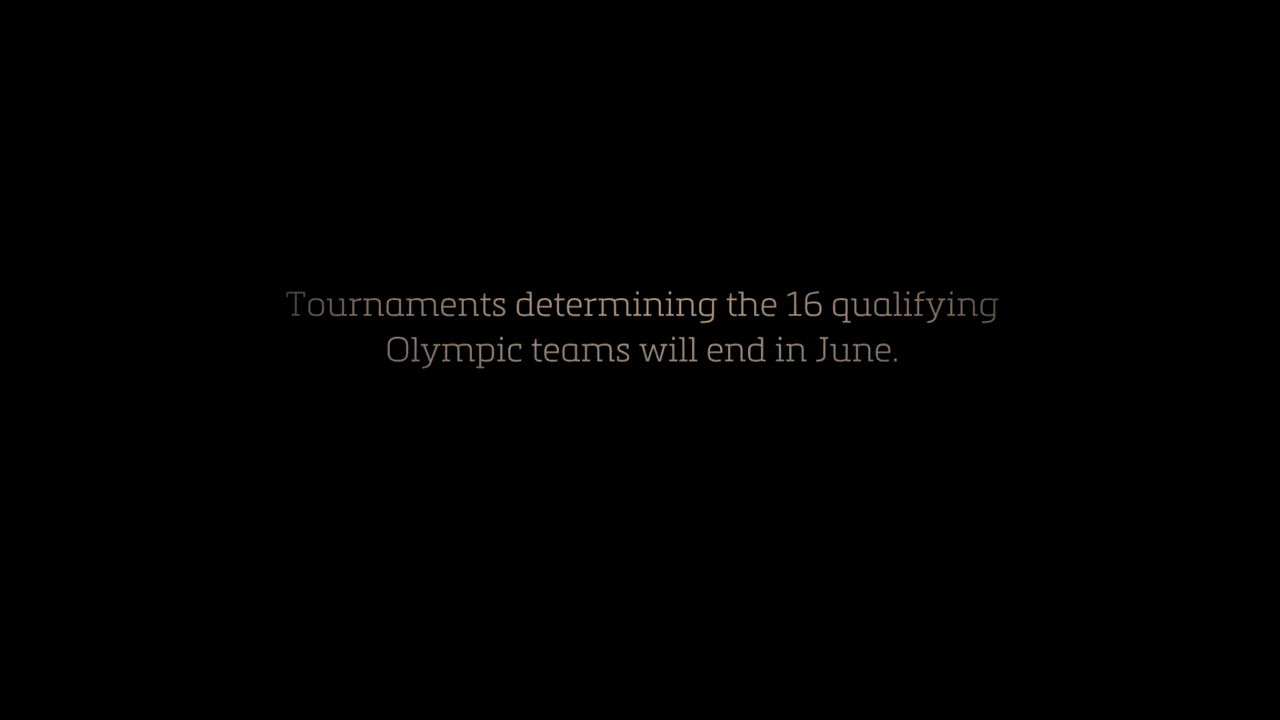 Tournaments determining the 16 qualifying
Olympic teams will end in June.